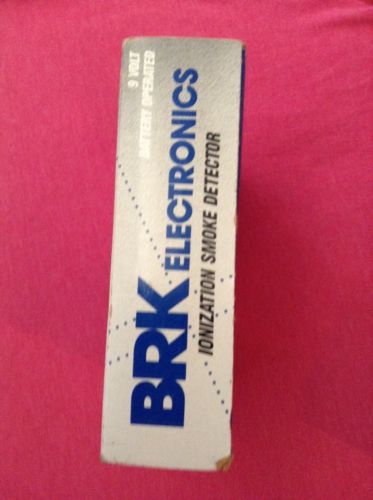 9 VOLT
BATTERY OPERATED
BRK ELECTRONICS
IONIZATION SMOKE DETECTOR